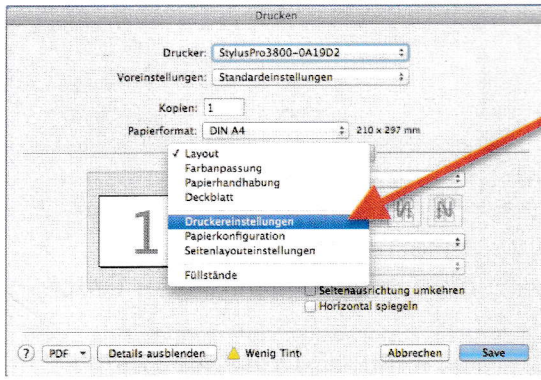 Drucken
Drucker: StylusPro3800-0A19D2
Voreinstellungen: Standardeinstellungen
Kopien: 1
Papierformat: DIN A4 210 x 297 mm
✓ Layout
Farbanpassung
Papierhandhabung
Deckblatt
Druckereinstellungen
Papierkonfiguration
Seitenlayouteinstellungen
Füllstände
1
Seitenausrichtung umkehren
Horizontal spiegeln
? PDF Details ausblenden Wenig Tint Abbrechen Save